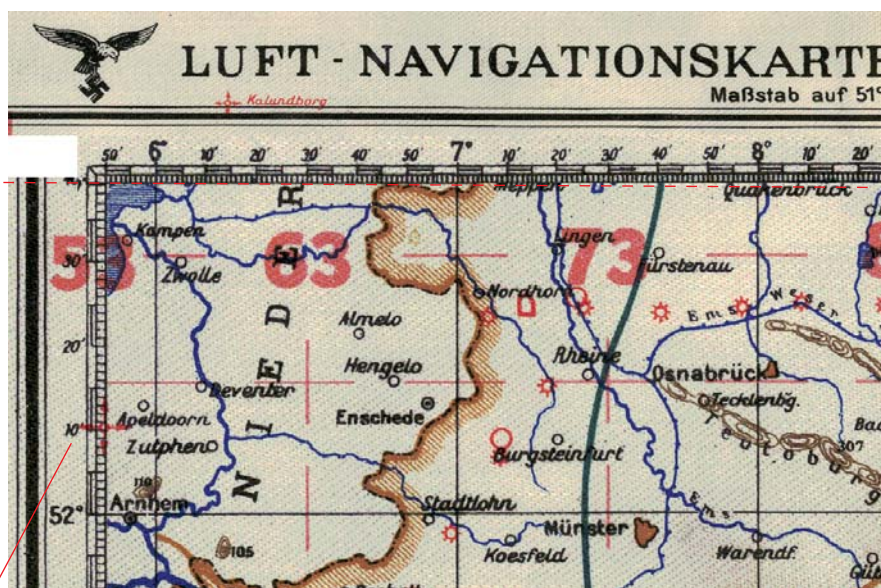 LUFT - NAVIGATIONSKARTE
Maßstab auf 51°
Kalundborg
50' 6° 10' 20' 30' 40' 50' 7° 10' 20' 30' 40' 50' 8° 10' 20'
Meppen
Quakenbrück
Kampen
Lingen
63
73
30'
Zwolle
Fürstenau
Nordhorn
Ems Weser
Almelo
20'
Hengelo
Rheine
Osnabrück
Deventer
Tecklenbg.
Enschede
Apeldoorn
10'
Zutphen
Burgsteinfurt
307
NIEDER
110
Arnhem
Stadtlohn
Ems
52°
Münster
105
Koesfeld
Warendf.